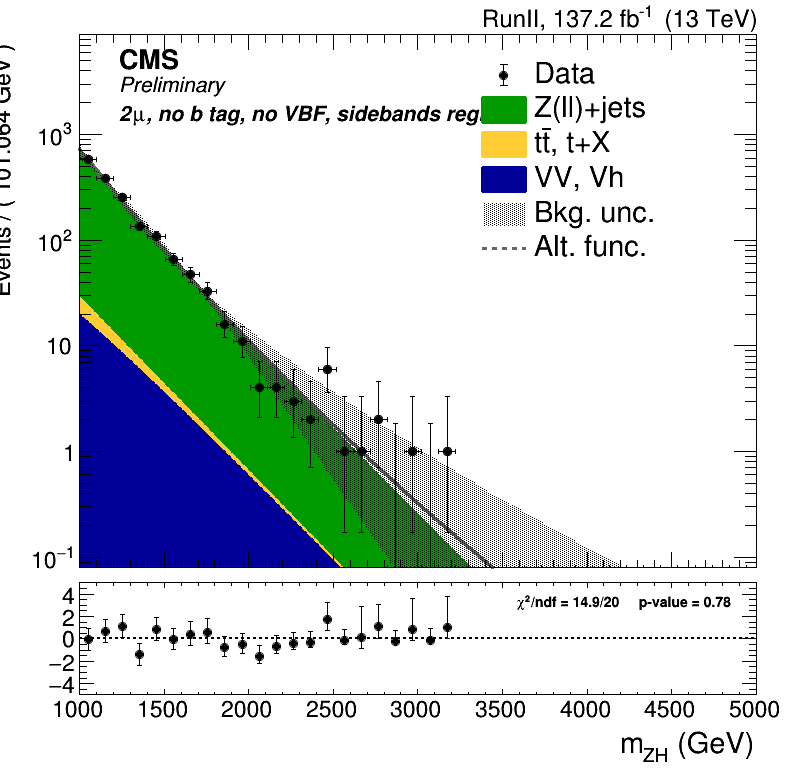 RunII, 137.2 fb⁻¹ (13 TeV)
CMS
Preliminary
2μ, no b tag, no VBF, sidebands reg
Data
Z(ll)+jets
tt̄, t+X
VV, Vh
Bkg. unc.
Alt. func.
Events / ( 101.064 GeV )
10³
10²
10
1
10⁻¹
χ²/ndf = 14.9/20 p-value = 0.78
4
2
0
−2
−4
1000 1500 2000 2500 3000 3500 4000 4500 5000
m_ZH (GeV)